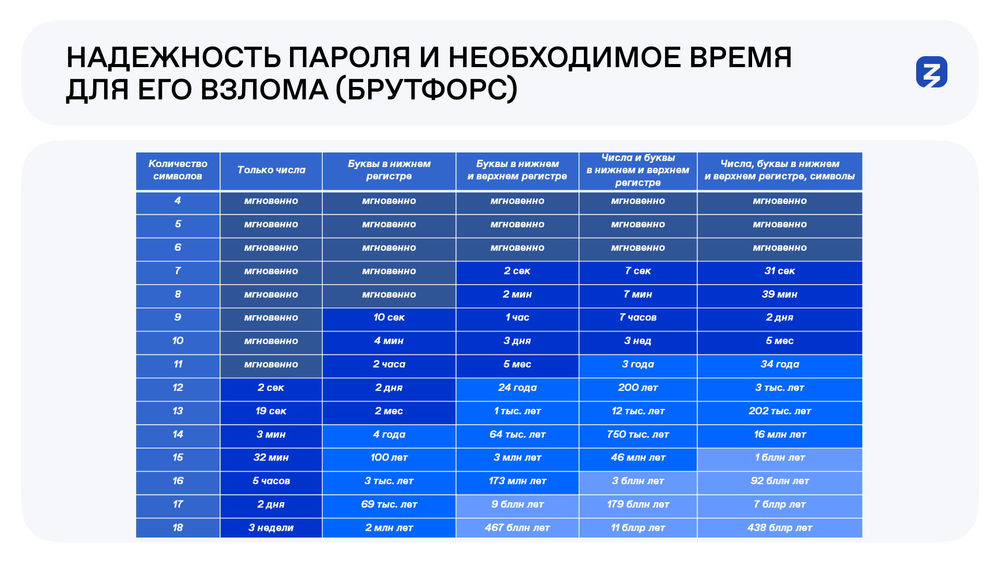 НАДЕЖНОСТЬ ПАРОЛЯ И НЕОБХОДИМОЕ ВРЕМЯ
ДЛЯ ЕГО ВЗЛОМА (БРУТФОРС)
Количество символов | Только числа | Буквы в нижнем регистре | Буквы в нижнем и верхнем регистре | Числа и буквы в нижнем и верхнем регистре | Числа, буквы в нижнем и верхнем регистре, символы
4 | мгновенно | мгновенно | мгновенно | мгновенно | мгновенно
5 | мгновенно | мгновенно | мгновенно | мгновенно | мгновенно
6 | мгновенно | мгновенно | мгновенно | мгновенно | мгновенно
7 | мгновенно | мгновенно | 2 сек | 7 сек | 31 сек
8 | мгновенно | мгновенно | 2 мин | 7 мин | 39 мин
9 | мгновенно | 10 сек | 1 час | 7 часов | 2 дня
10 | мгновенно | 4 мин | 3 дня | 3 нед | 5 мес
11 | мгновенно | 2 часа | 5 мес | 3 года | 34 года
12 | 2 сек | 2 дня | 24 года | 200 лет | 3 тыс. лет
13 | 19 сек | 2 мес | 1 тыс. лет | 12 тыс. лет | 202 тыс. лет
14 | 3 мин | 4 года | 64 тыс. лет | 750 тыс. лет | 16 млн лет
15 | 32 мин | 100 лет | 3 млн лет | 46 млн лет | 1 бллн лет
16 | 5 часов | 3 тыс. лет | 173 млн лет | 3 бллн лет | 92 бллн лет
17 | 2 дня | 69 тыс. лет | 9 бллн лет | 179 бллн лет | 7 бллр лет
18 | 3 недели | 2 млн лет | 467 бллн лет | 11 бллр лет | 438 бллр лет